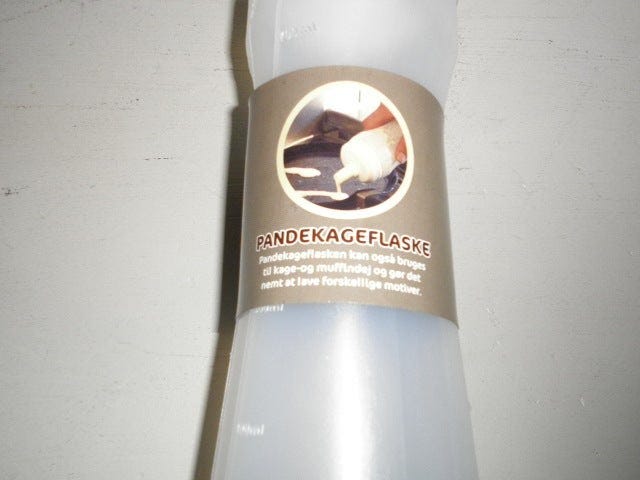 PANDEKAGEFLASKE
Pandekageflasken kan også bruges
til kage-og muffindej og gør det
nemt at lave forskellige motiver.